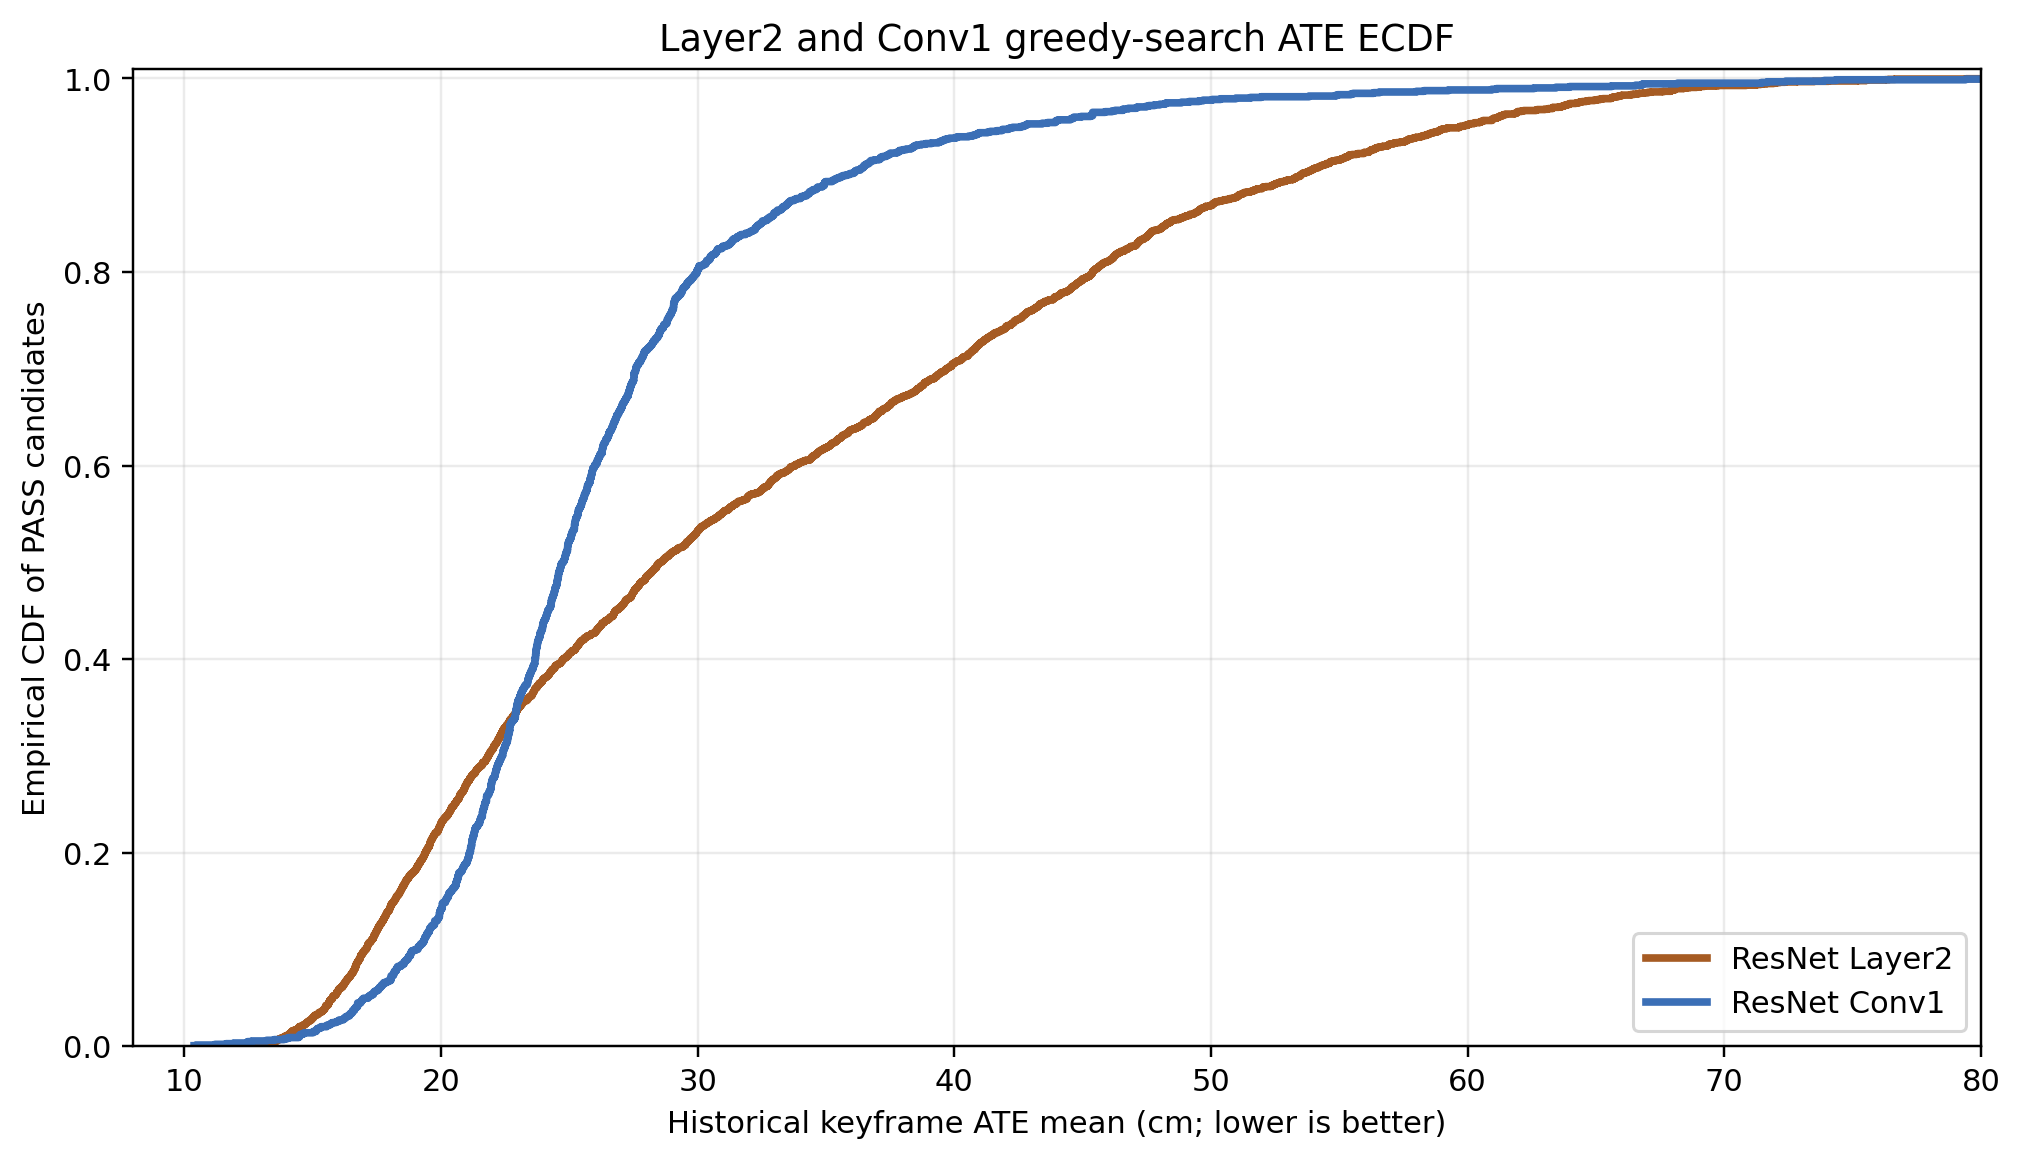 Layer2 and Conv1 greedy-search ATE ECDF
Empirical CDF of PASS candidates
1.0
0.8
0.6
0.4
0.2
0.0
10 20 30 40 50 60 70 80
Historical keyframe ATE mean (cm; lower is better)
ResNet Layer2
ResNet Conv1